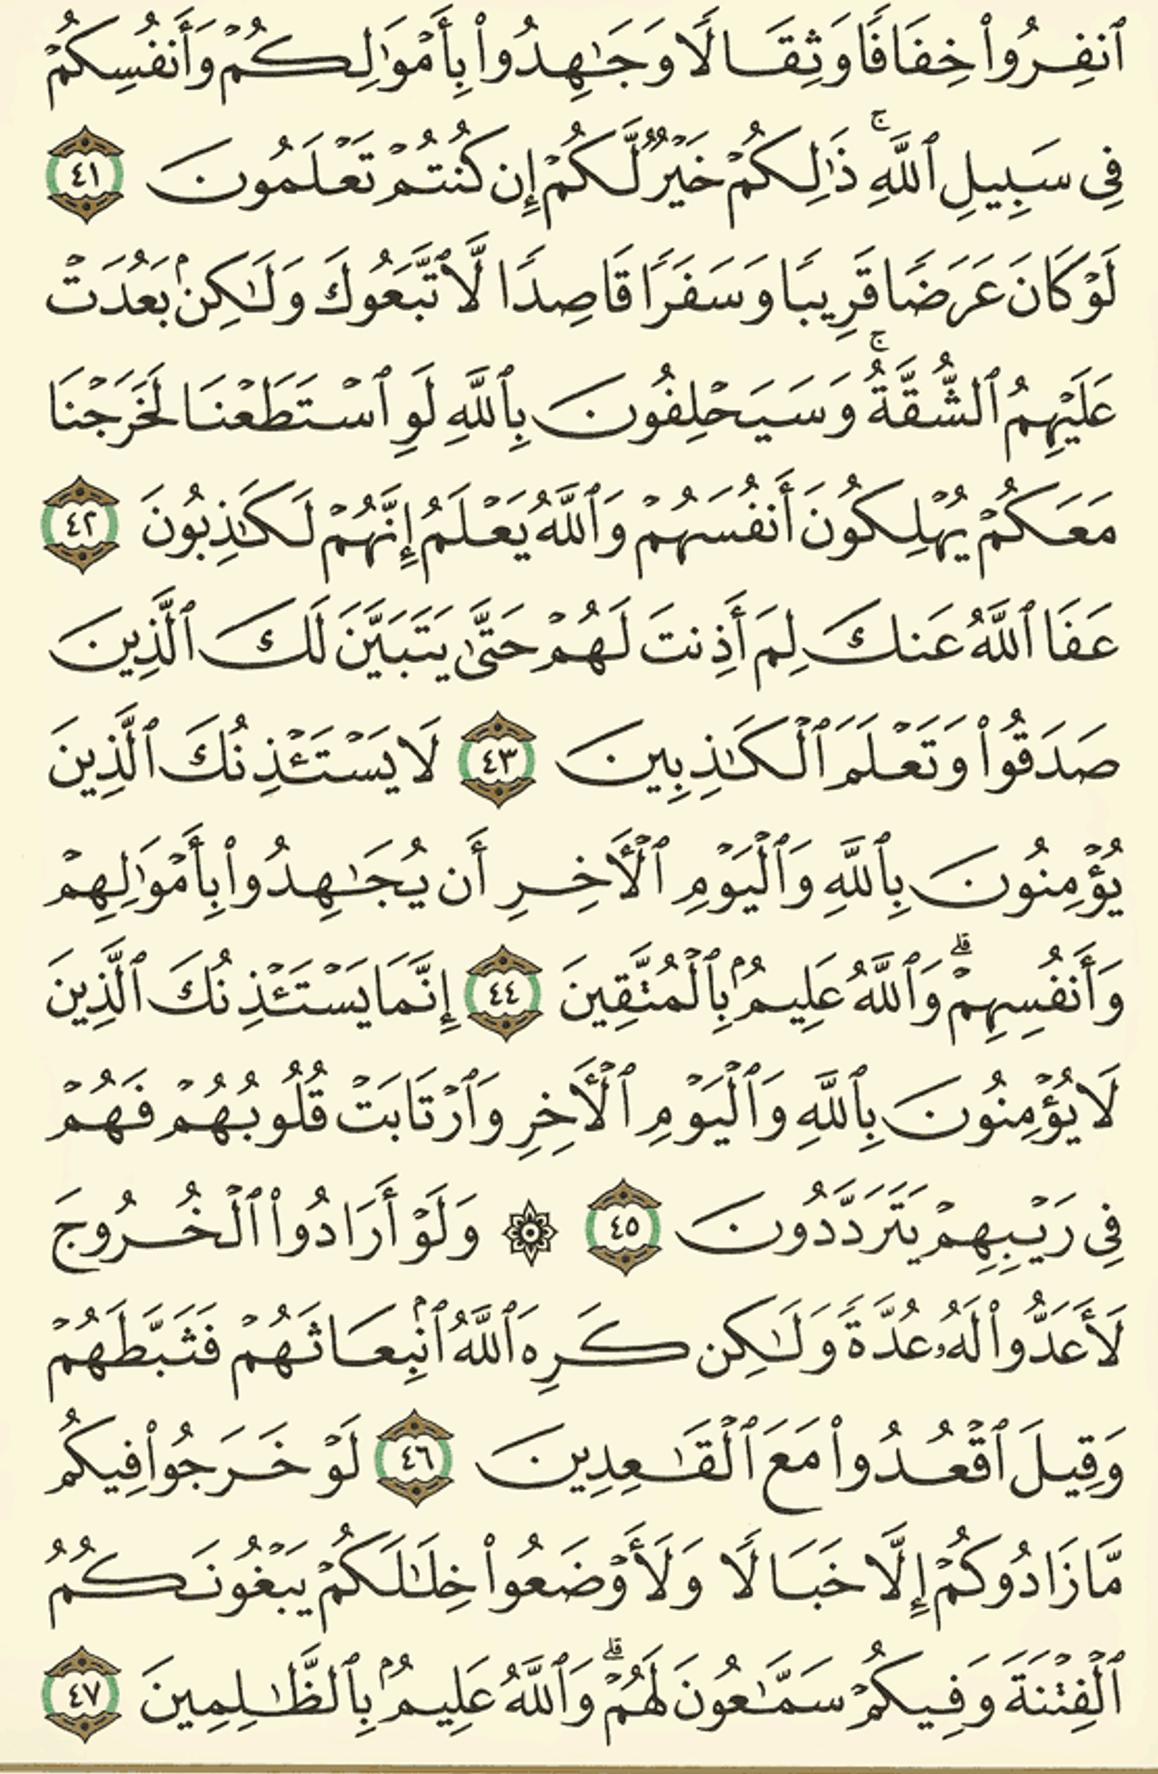 ٱنفِرُواْ خِفَافًا وَثِقَالًا وَجَٰهِدُواْ بِأَمْوَٰلِكُمْ وَأَنفُسِكُمْ
فِى سَبِيلِ ٱللَّهِ ۚ ذَٰلِكُمْ خَيْرٌ لَّكُمْ إِن كُنتُمْ تَعْلَمُونَ ٤١
لَوْ كَانَ عَرَضًا قَرِيبًا وَسَفَرًا قَاصِدًا لَّٱتَّبَعُوكَ وَلَٰكِنۢ بَعُدَتْ
عَلَيْهِمُ ٱلشُّقَّةُ ۚ وَسَيَحْلِفُونَ بِٱللَّهِ لَوِ ٱسْتَطَعْنَا لَخَرَجْنَا
مَعَكُمْ يُهْلِكُونَ أَنفُسَهُمْ وَٱللَّهُ يَعْلَمُ إِنَّهُمْ لَكَٰذِبُونَ ٤٢
عَفَا ٱللَّهُ عَنكَ لِمَ أَذِنتَ لَهُمْ حَتَّىٰ يَتَبَيَّنَ لَكَ ٱلَّذِينَ
صَدَقُواْ وَتَعْلَمَ ٱلْكَٰذِبِينَ ٤٣ لَا يَسْتَـْٔذِنُكَ ٱلَّذِينَ
يُؤْمِنُونَ بِٱللَّهِ وَٱلْيَوْمِ ٱلْأَخِرِ أَن يُجَٰهِدُواْ بِأَمْوَٰلِهِمْ
وَأَنفُسِهِمْ ۗ وَٱللَّهُ عَلِيمٌۢ بِٱلْمُتَّقِينَ ٤٤ إِنَّمَا يَسْتَـْٔذِنُكَ ٱلَّذِينَ
لَا يُؤْمِنُونَ بِٱللَّهِ وَٱلْيَوْمِ ٱلْأَخِرِ وَٱرْتَابَتْ قُلُوبُهُمْ فَهُمْ
فِى رَيْبِهِمْ يَتَرَدَّدُونَ ٤٥ ۞ وَلَوْ أَرَادُواْ ٱلْخُرُوجَ
لَأَعَدُّواْ لَهُۥ عُدَّةً وَلَٰكِن كَرِهَ ٱللَّهُ ٱنۢبِعَاثَهُمْ فَثَبَّطَهُمْ
وَقِيلَ ٱقْعُدُواْ مَعَ ٱلْقَٰعِدِينَ ٤٦ لَوْ خَرَجُواْ فِيكُم
مَّا زَادُوكُمْ إِلَّا خَبَالًا وَلَأَوْضَعُواْ خِلَٰلَكُمْ يَبْغُونَكُمُ
ٱلْفِتْنَةَ وَفِيكُمْ سَمَّٰعُونَ لَهُمْ ۗ وَٱللَّهُ عَلِيمٌۢ بِٱلظَّٰلِمِينَ ٤٧